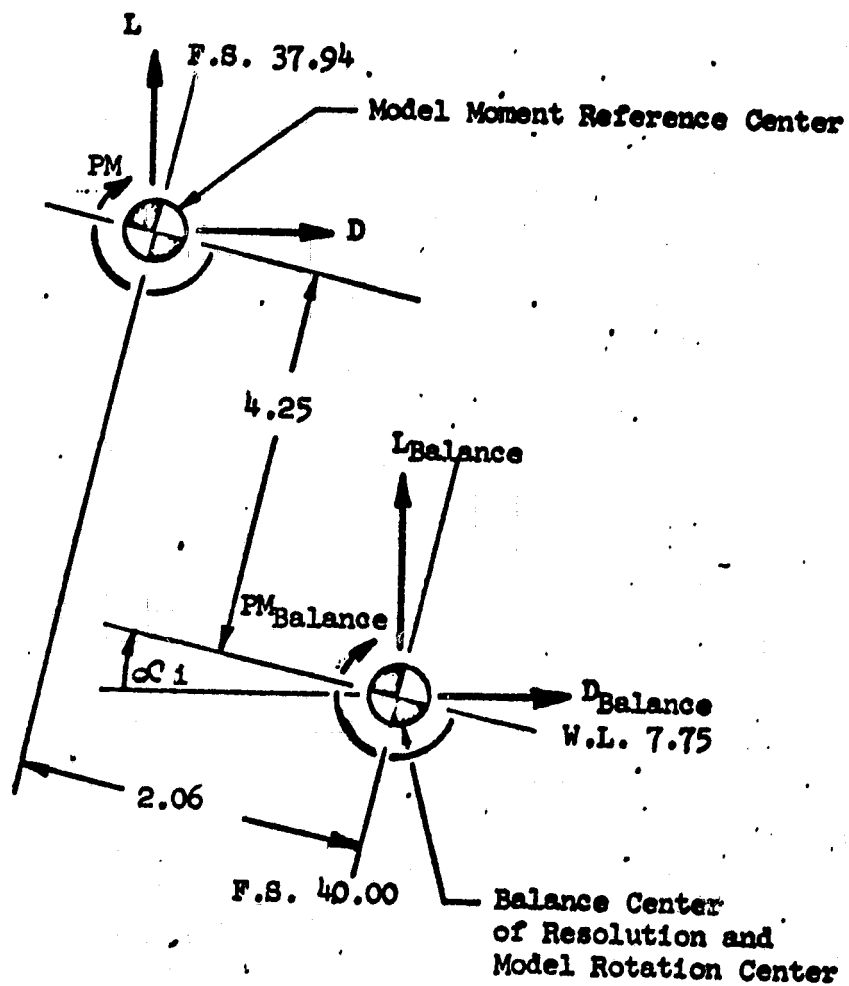 L
F.S. 37.94
Model Moment Reference Center
PM
D
4.25
LBalance
PMBalance
αi
DBalance
W.L. 7.75
2.06
F.S. 40.00
Balance Center
of Resolution and
Model Rotation Center